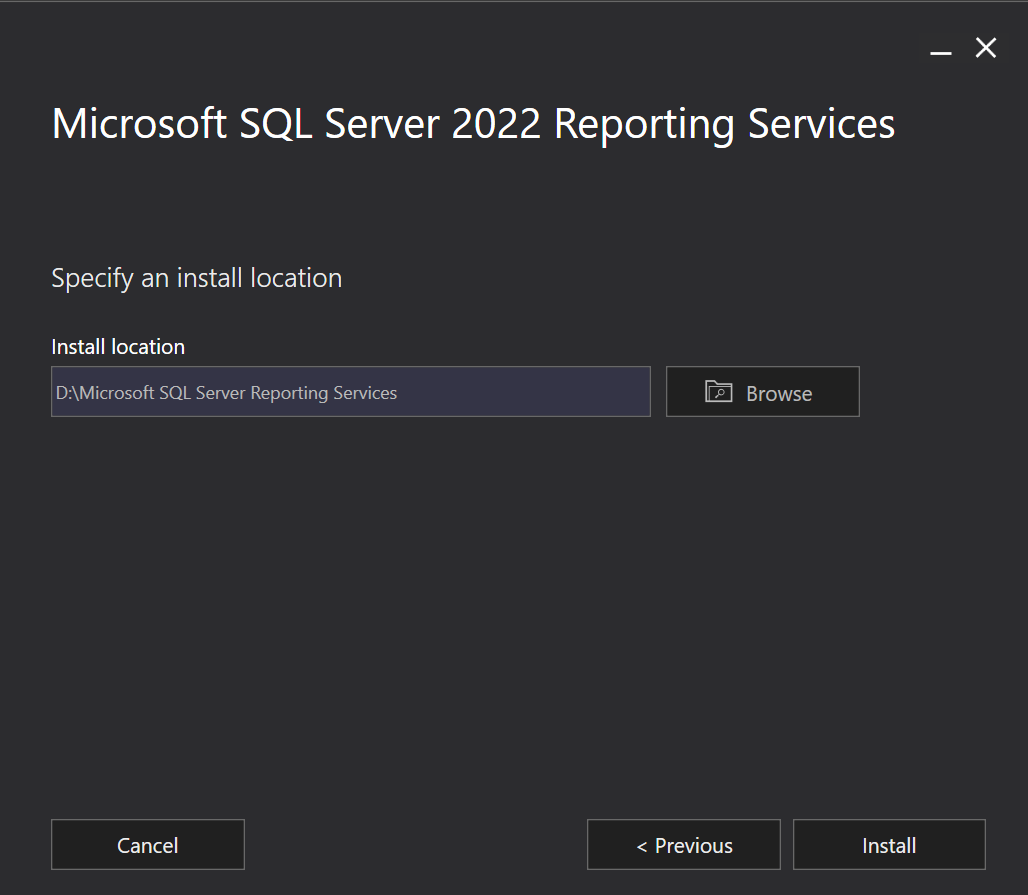 Microsoft SQL Server 2022 Reporting Services
Specify an install location
Install location
D:\Microsoft SQL Server Reporting Services
Browse
Cancel
< Previous
Install